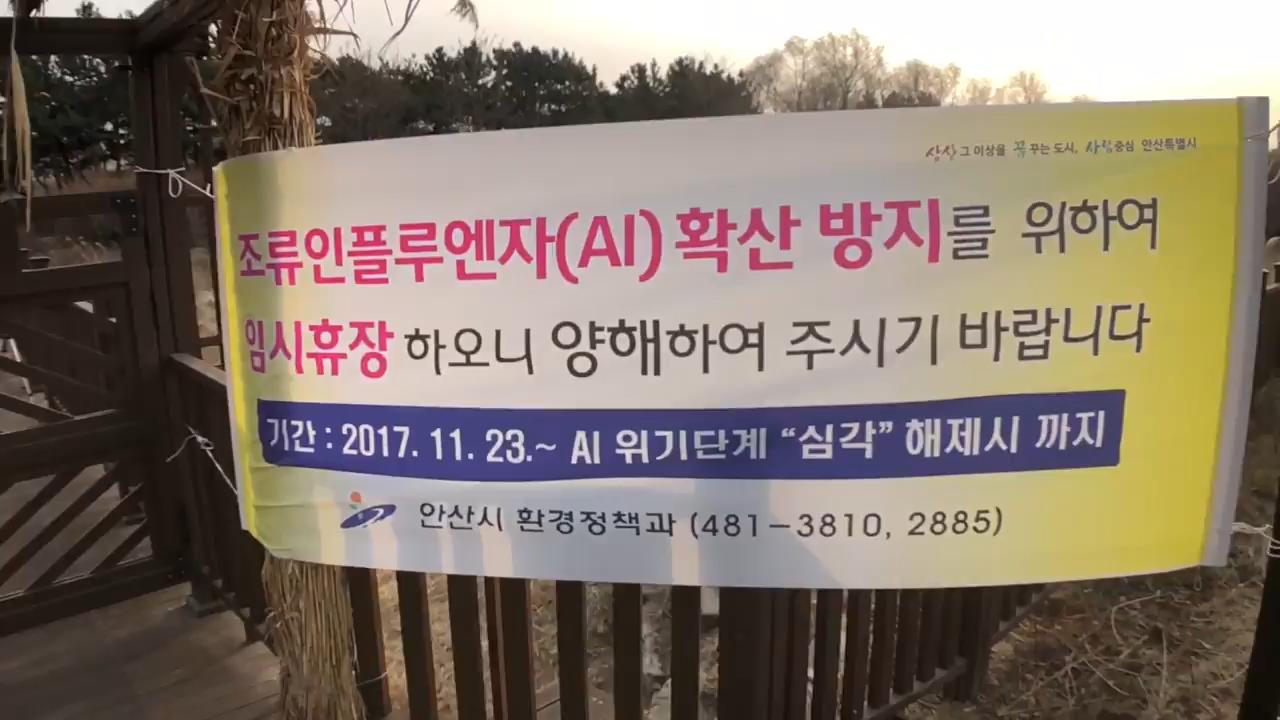 상상 그 이상을 꿈 꾸는 도시, 사람중심 안산특별시
조류인플루엔자(AI) 확산 방지를 위하여
임시휴장 하오니 양해하여 주시기 바랍니다
기간 : 2017. 11. 23.~ AI 위기단계 “심각” 해제시 까지
안산시 환경정책과 (481-3810, 2885)